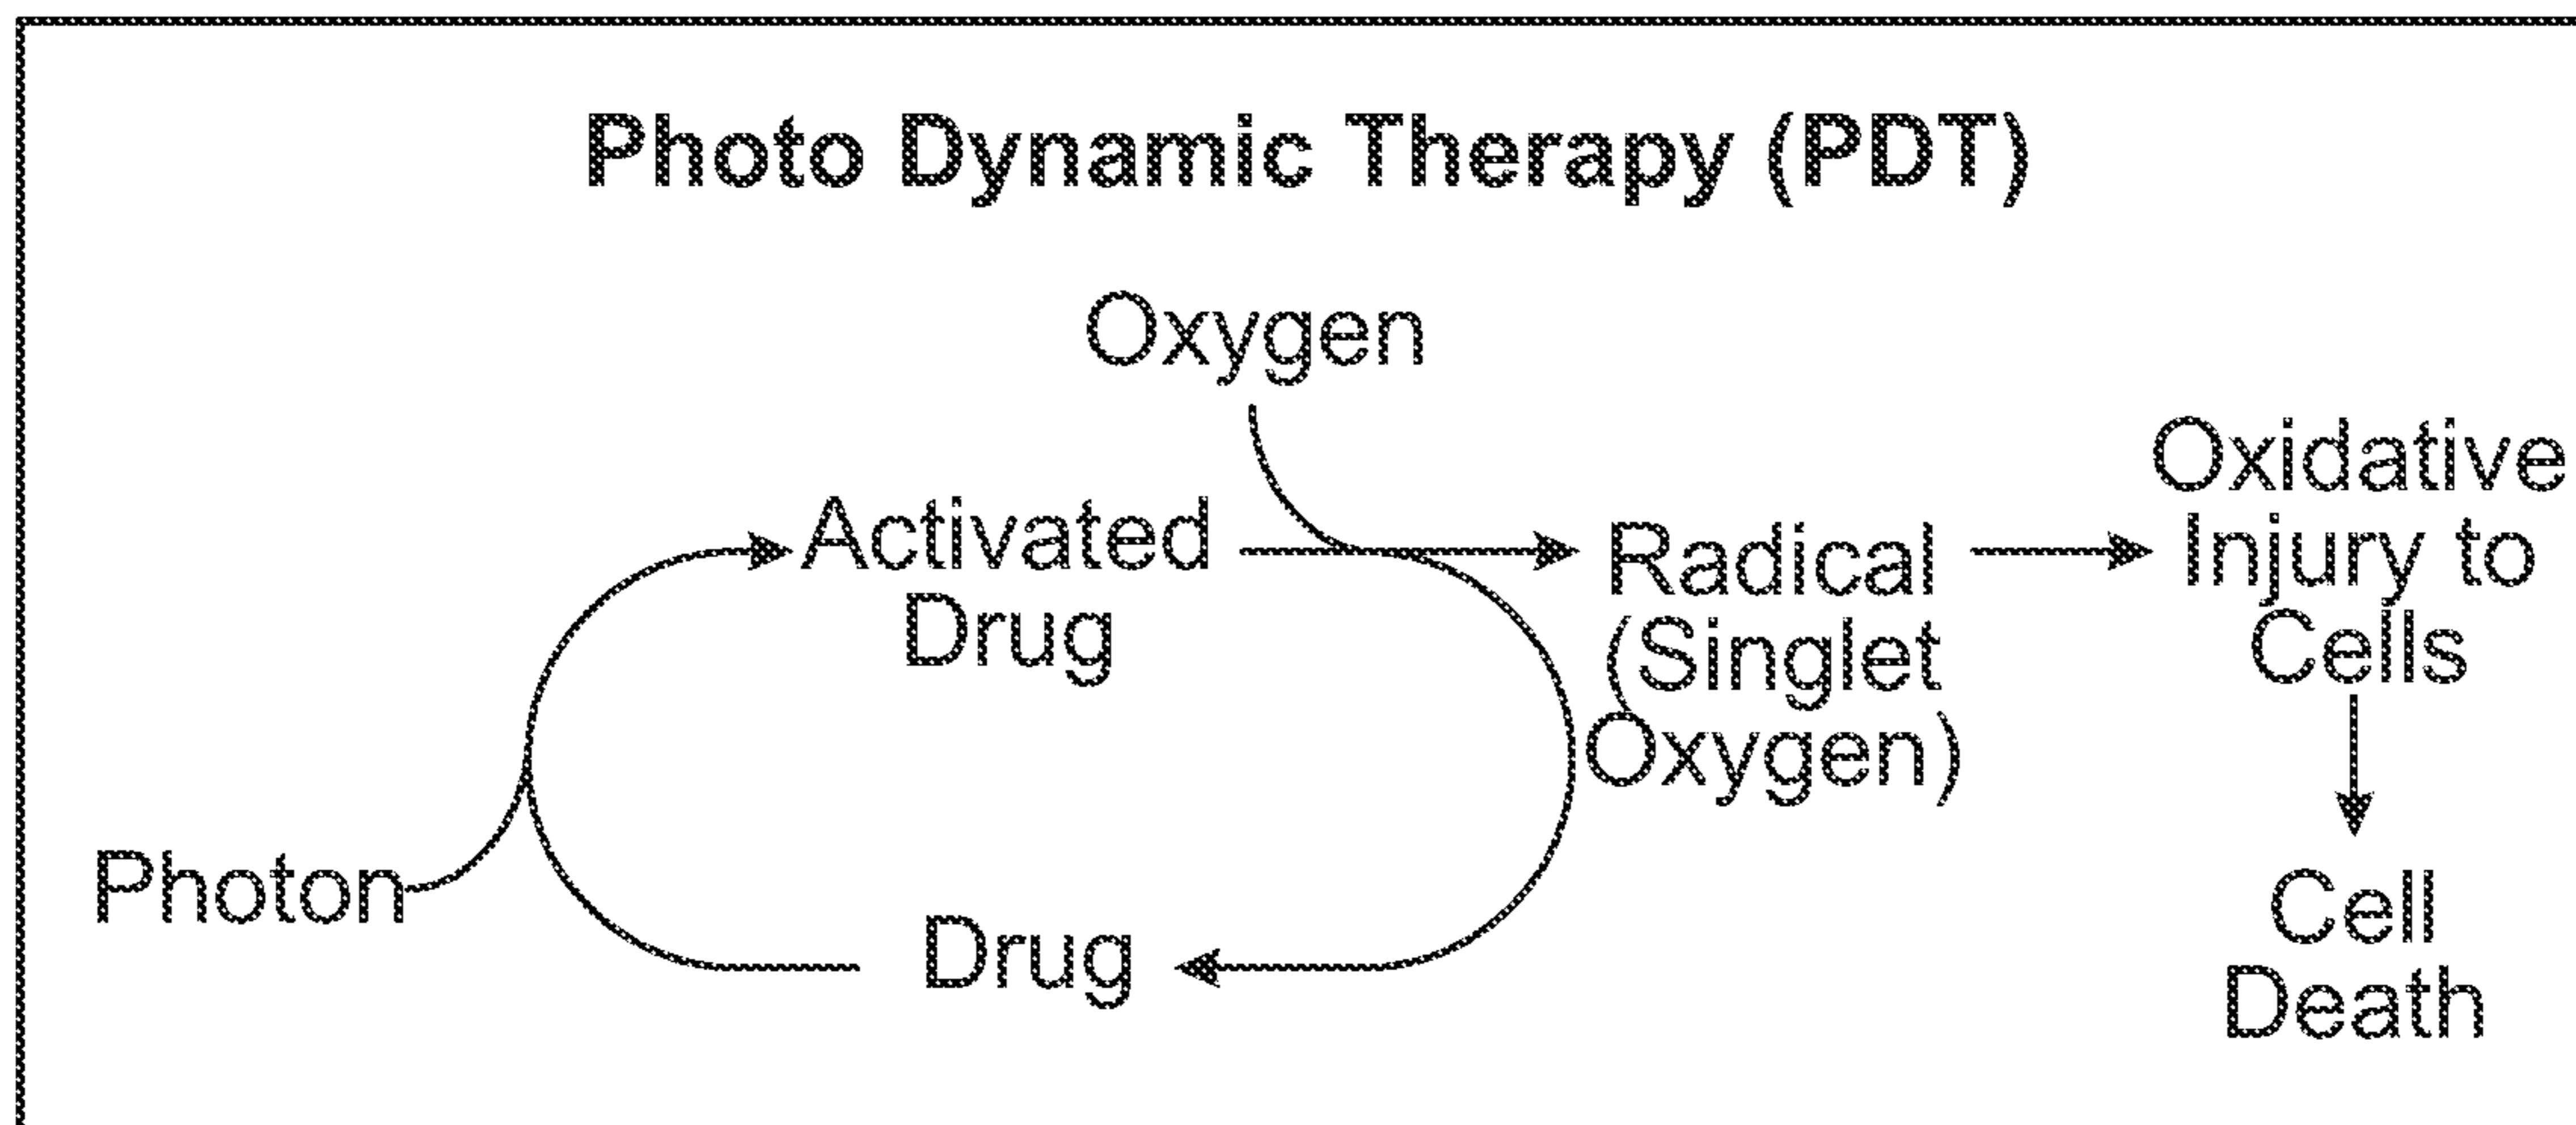 Photo Dynamic Therapy (PDT)
Oxygen
Activated
Drug
Radical
(Singlet
Oxygen)
Oxidative
Injury to
Cells
Photon
Drug
Cell
Death